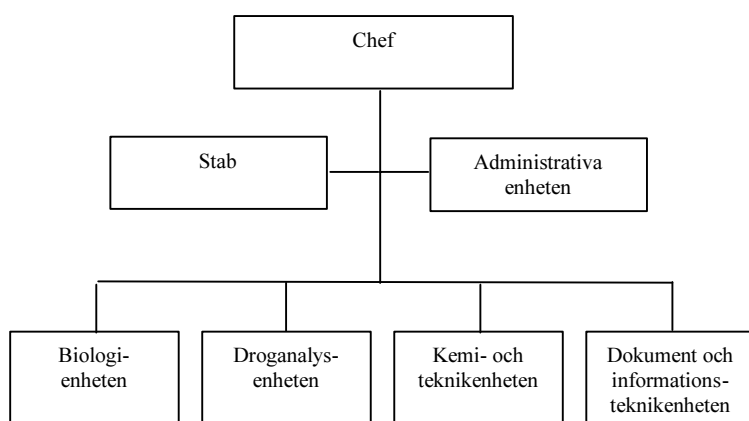 Chef
Stab
Administrativa
enheten
Biologi-
enheten
Droganalys-
enheten
Kemi- och
teknikenheten
Dokument och
informations-
teknikenheten